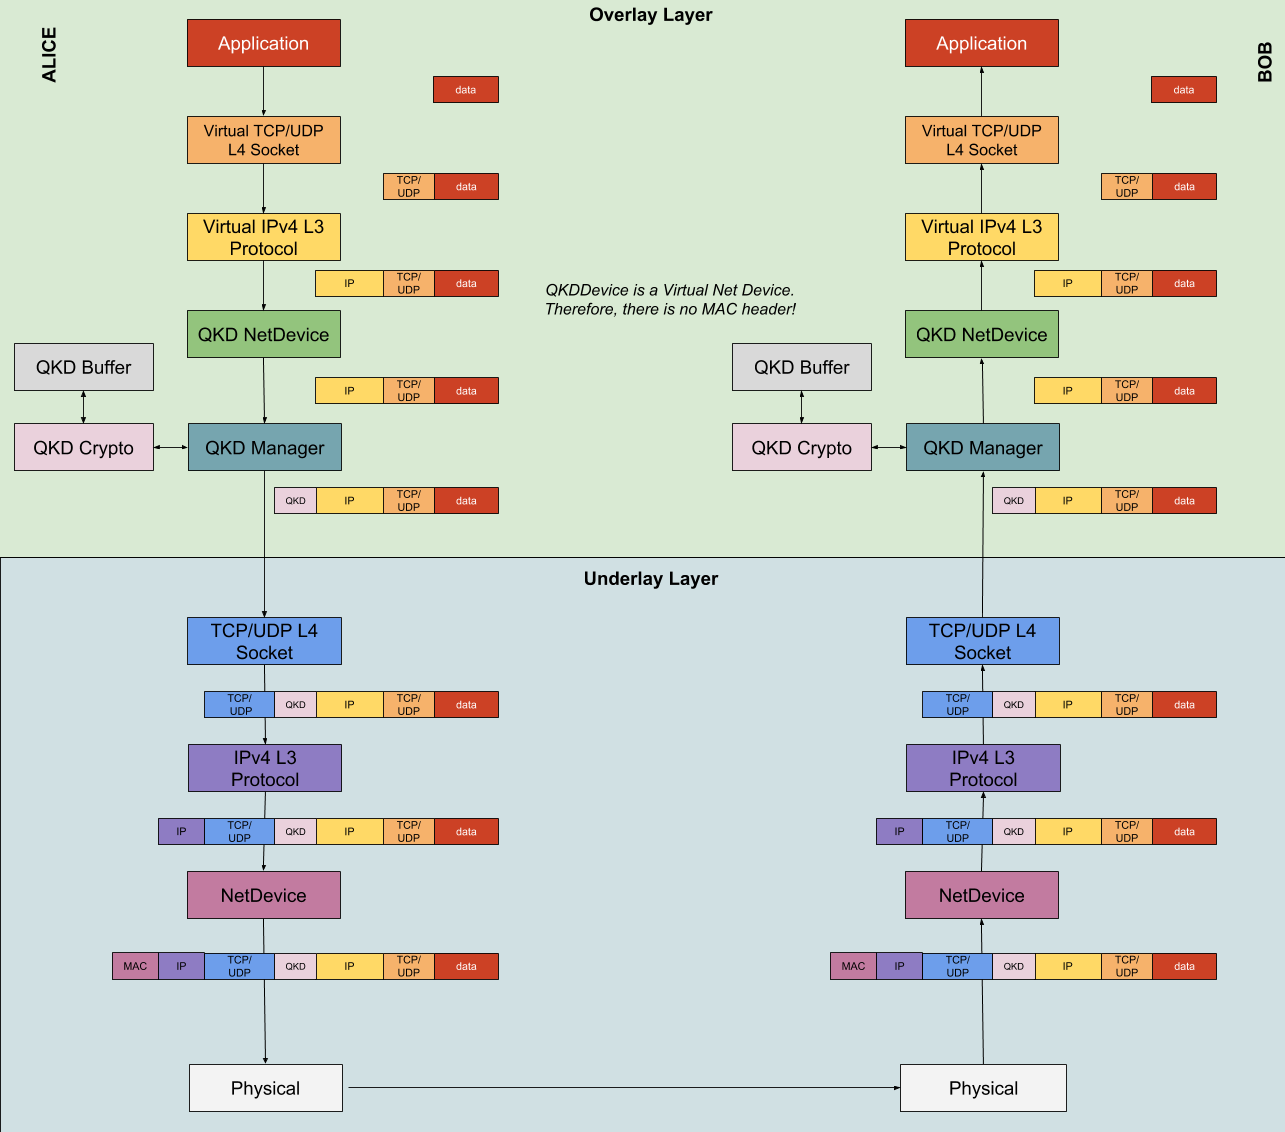 Overlay Layer
ALICE
BOB
Application
Application
data
data
Virtual TCP/UDP
L4 Socket
Virtual TCP/UDP
L4 Socket
TCP/
UDP
data
TCP/
UDP
data
Virtual IPv4 L3
Protocol
Virtual IPv4 L3
Protocol
IP
TCP/
UDP
data
IP
TCP/
UDP
data
QKDDevice is a Virtual Net Device.
Therefore, there is no MAC header!
QKD NetDevice
QKD NetDevice
QKD Buffer
QKD Buffer
IP
TCP/
UDP
data
IP
TCP/
UDP
data
QKD Crypto
QKD Manager
QKD Crypto
QKD Manager
QKD
IP
TCP/
UDP
data
QKD
IP
TCP/
UDP
data
Underlay Layer
TCP/UDP L4
Socket
TCP/UDP L4
Socket
TCP/
UDP
QKD
IP
TCP/
UDP
data
TCP/
UDP
QKD
IP
TCP/
UDP
data
IPv4 L3
Protocol
IPv4 L3
Protocol
IP
TCP/
UDP
QKD
IP
TCP/
UDP
data
IP
TCP/
UDP
QKD
IP
TCP/
UDP
data
NetDevice
NetDevice
MAC
IP
TCP/
UDP
QKD
IP
TCP/
UDP
data
MAC
IP
TCP/
UDP
QKD
IP
TCP/
UDP
data
Physical
Physical